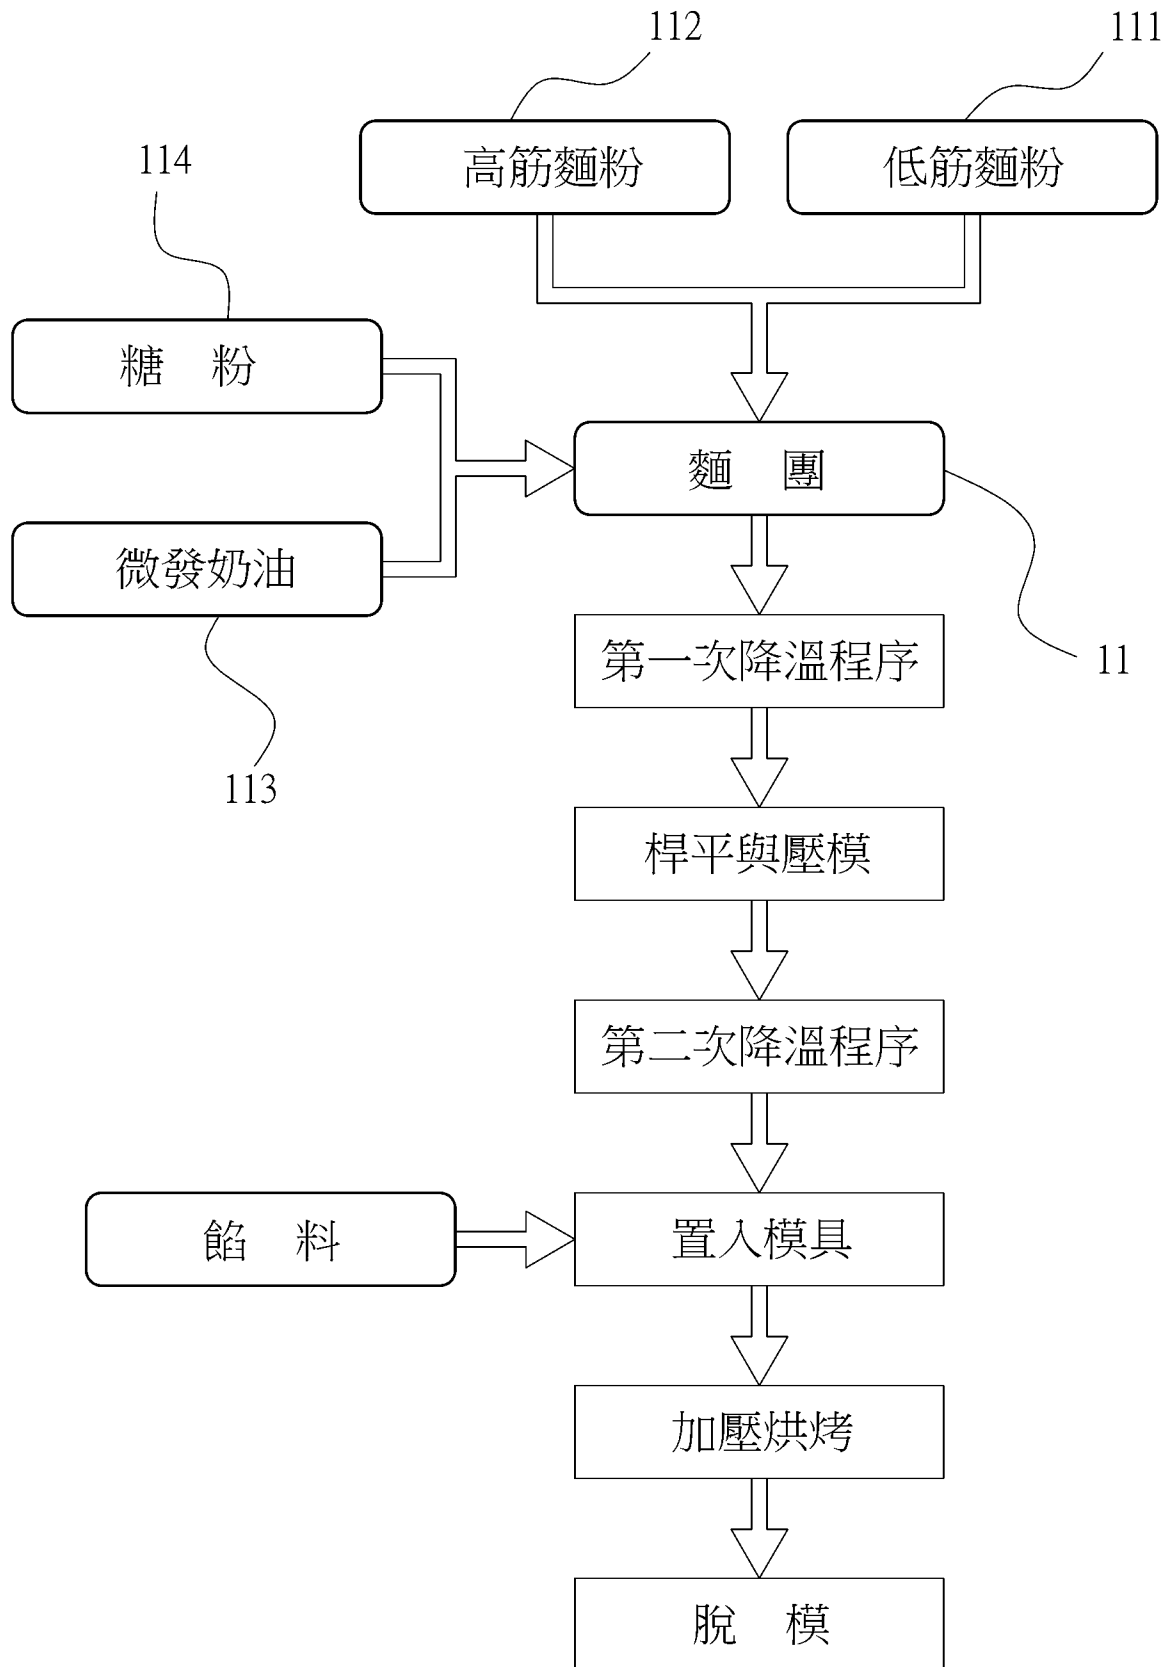 112
111
高筋麵粉
低筋麵粉
114
糖 粉
麵 團
微發奶油
第一次降溫程序
11
113
桿平與壓模
第二次降溫程序
餡 料
置入模具
加壓烘烤
脫 模